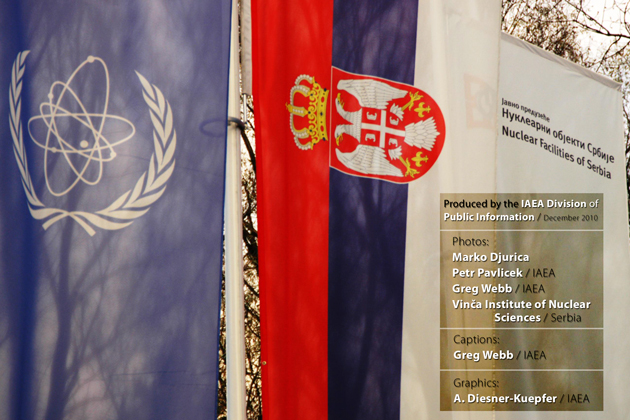 Јавно предузеће
Нуклеарни објекти Србије
Nuclear Facilities of Serbia
Produced by the IAEA Division of
Public Information / December 2010
Photos:
Marko Djurica
Petr Pavlicek / IAEA
Greg Webb / IAEA
Vinča Institute of Nuclear
Sciences / Serbia
Captions:
Greg Webb / IAEA
Graphics:
A. Diesner-Kuepfer / IAEA